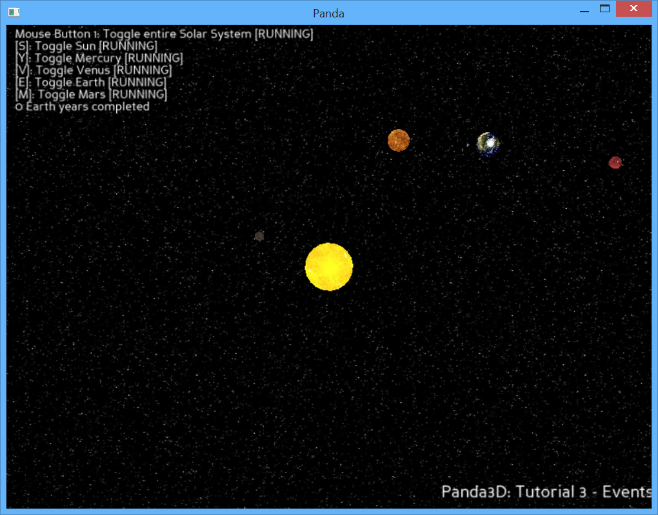 Panda
Mouse Button 1: Toggle entire Solar System [RUNNING]
[S]: Toggle Sun [RUNNING]
[Y]: Toggle Mercury [RUNNING]
[V]: Toggle Venus [RUNNING]
[E]: Toggle Earth [RUNNING]
[M]: Toggle Mars [RUNNING]
0 Earth years completed
Panda3D: Tutorial 3 - Events